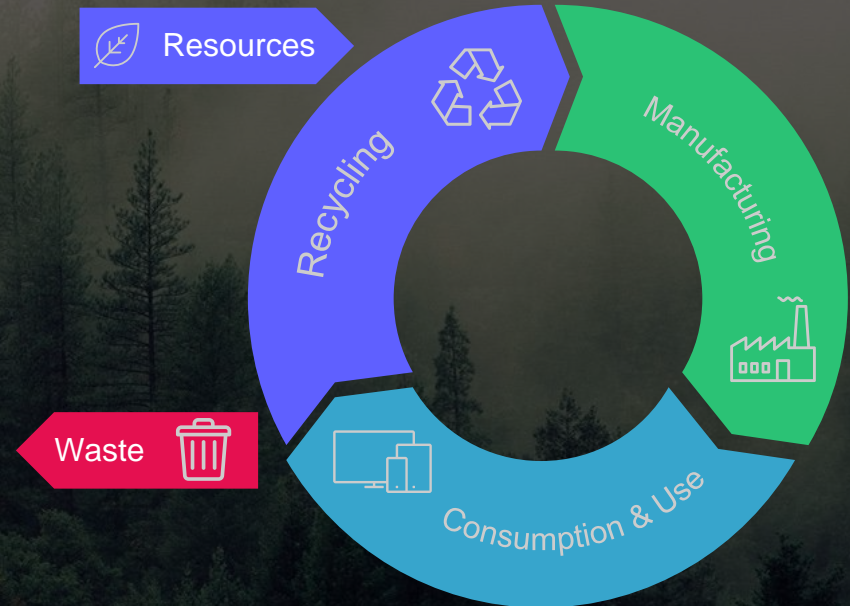 Resources
Recycling
Manufacturing
Waste
Consumption & Use